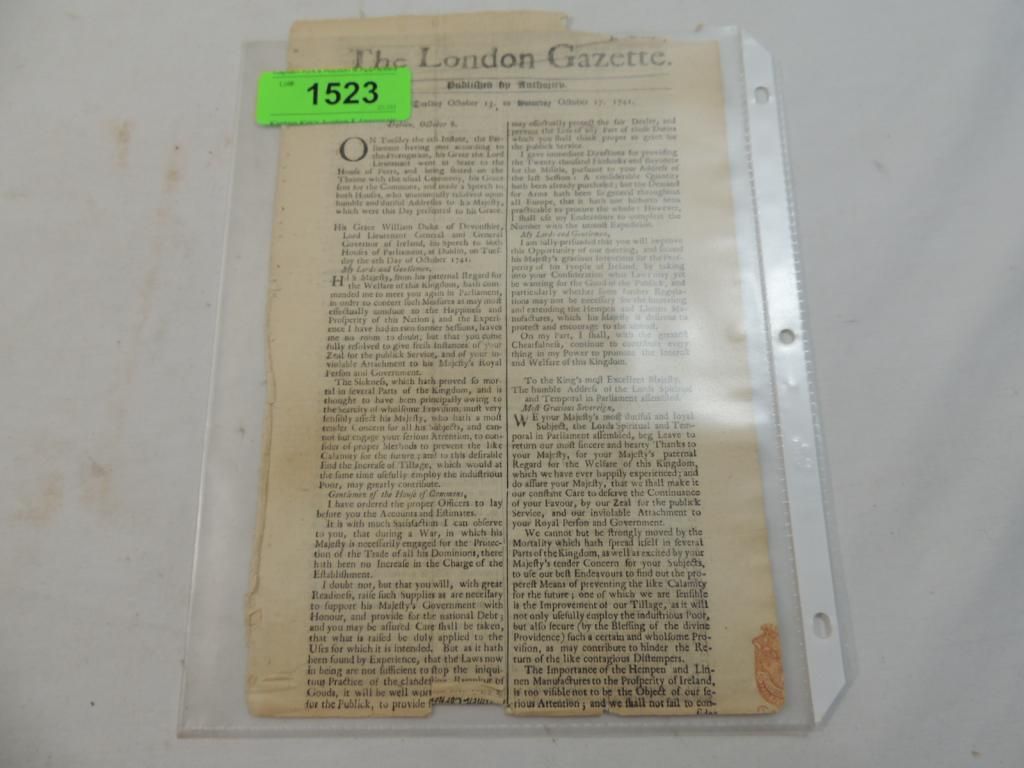 The London Gazette.
Published by Authority.
Tuesday October 13, to Saturday October 17, 1741.
Lot#
1523
Dublin, October 8.
ON Tuesday the 6th Instant, the Par-
liament having met according to
the Prorogation, his Grace the Lord
Lieutenant went in State to the
House of Peers, and being seated on the
Throne with the usual Ceremony, his Grace
sent for the Commons, and made a Speech to
both Houses, who unanimously resolved upon
humble and dutiful Addresses to his Majesty,
which were this Day presented to his Grace.
His Grace William Duke of Devonshire,
Lord Lieutenant General and General
Governor of Ireland, his Speech to both
Houses of Parliament, at Dublin, on Tues-
day the 6th Day of October 1741.
My Lords and Gentlemen,
HIS Majesty, from his paternal Regard for
the Welfare of this Kingdom, hath com-
manded me to meet you again in Parliament,
in order to concert such Measures as may most
effectually conduce to the Happiness and
Prosperity of this Nation; and the Experi-
ence I have had in two former Sessions, leaves
me no room to doubt, but that you come
fully resolved to give fresh Instances of your
Zeal for the publick Service, and of your in-
violable Attachment to his Majesty's Royal
Person and Government.
The Sickness, which hath proved so mor-
tal in several Parts of the Kingdom, and is
thought to have been principally owing to
the Scarcity of wholsome Provision, must very
sensibly affect his Majesty, who hath a most
tender Concern for all his Subjects, and can-
not but engage your serious Attention, to con-
sider of proper Methods to prevent the like
Calamity for the future; and to this desirable
End the Increase of Tillage, which would at
the same time usefully employ the industrious
Poor, may greatly contribute.
Gentlemen of the House of Commons,
I have ordered the proper Officers to lay
before you the Accounts and Estimates.
It is with much Satisfaction I can observe
to you, that during a War, in which his
Majesty is necessarily engaged for the Protec-
tion of the Trade of all his Dominions, there
hath been no Increase in the Charge of the
Establishment.
I doubt not, but that you will, with great
Readiness, raise such Supplies as are necessary
to support his Majesty's Government with
Honour, and provide for the national Debt;
and you may be assured Care shall be taken,
that what is raised be duly applied to the
Uses for which it is intended. But as it hath
been found by Experience, that the Laws now
in being are not sufficient to stop the iniqui-
tous Practice of the clandestine Running of
Goods, it will be well wort
for the Publick, to provide
may effectually protect the fair Dealer, and
prevent the Loss of any Part of those Duties
which you shall think proper to grant for
the publick Service.
I gave immediate Directions for providing
the Twenty thousand Firelocks and Bayonets
for the Militia, pursuant to your Address of
the last Session: A considerable Quantity
hath been already purchased; but the Demand
for Arms hath been so general throughout
all Europe, that it hath not hitherto been
practicable to procure the whole: However,
I shall use my Endeavours to compleat the
Number with the utmost Expedition.
My Lords and Gentlemen,
I am fully persuaded that you will improve
this Opportunity of our meeting, and second
his Majesty's gracious Intentions for the Pros-
perity of his People of Ireland, by taking
into your Consideration what Laws may yet
be wanting for the Good of the Publick, and
particularly whether some further Regula-
tions may not be necessary for the increasing
and extending the Hempen and Linnen Ma-
nufactures, which his Majesty is desirous to
protect and encourage to the utmost.
On my Part, I shall, with the greatest
Chearfulness, continue to contribute every
thing in my Power to promote the Interest
and Welfare of this Kingdom.
To the King's most Excellent Majesty.
The humble Address of the Lords Spiritual
and Temporal in Parliament assembled.
Most Gracious Sovereign,
WE your Majesty's most dutiful and loyal
Subject, the Lords Spiritual and Tem-
poral in Parliament assembled, beg Leave to
return our most sincere and hearty Thanks to
your Majesty, for your Majesty's paternal
Regard for the Welfare of this Kingdom,
which we have ever happily experienced; and
do assure your Majesty, that we shall make it
our constant Care to deserve the Continuance
of your Favour, by our Zeal for the publick
Service, and our inviolable Attachment to
your Royal Person and Government.
We cannot but be strongly moved by the
Mortality which hath spread itself in several
Parts of the Kingdom, as well as excited by your
Majesty's tender Concern for your Subjects,
to use our best Endeavours to find out the pro-
perest Means of preventing the like Calamity
for the future; one of which we are sensible
is the Improvement of our Tillage, as it will
not only usefully employ the industrious Poor,
but also secure (by the Blessing of the divine
Providence) such a certain and wholsome Pro-
vision, as may contribute to hinder the Re-
turn of the like contagious Distempers.
The Importance of the Hempen and Lin-
nen Manufactures to the Prosperity of Ireland,
is too visible not to be the Object of our se-
rious Attention; and we shall not fail to con-
sider